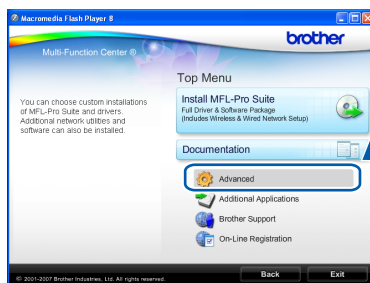 Macromedia Flash Player 8
brother
Multi-Function Center ®
Top Menu
You can choose custom installations
of MFL-Pro Suite and drivers.
Additional network utilities and
software can also be installed.
Install MFL-Pro Suite
Full Driver & Software Package
(Includes Wireless & Wired Network Setup)
Documentation
Advanced
Additional Applications
Brother Support
On-Line Registration
© 2001-2007 Brother Industries, Ltd. All rights reserved.
Back
Exit